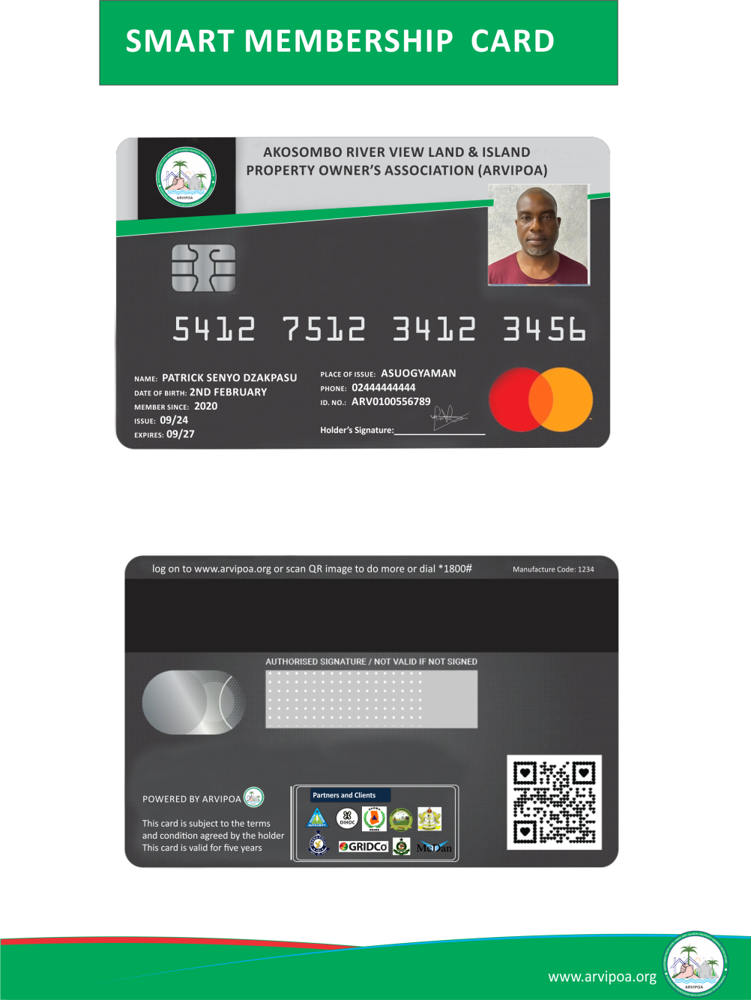 SMART MEMBERSHIP CARD
AKOSOMBO RIVER VIEW LAND & ISLAND
PROPERTY OWNER'S ASSOCIATION (ARVIPOA)
ARVIPOA
5412 7512 3412 3456
NAME: PATRICK SENYO DZAKPASU
DATE OF BIRTH: 2ND FEBRUARY
MEMBER SINCE: 2020
ISSUE: 09/24
EXPIRES: 09/27
PLACE OF ISSUE: ASUOGYAMAN
PHONE: 02444444444
ID. NO.: ARV0100556789
Holder's Signature:
log on to www.arvipoa.org or scan QR image to do more or dial *1800#
Manufacture Code: 1234
AUTHORISED SIGNATURE / NOT VALID IF NOT SIGNED
POWERED BY ARVIPOA
This card is subject to the terms
and condition agreed by the holder
This card is valid for five years
Partners and Clients
AUTHORITY
DIHOC
GRIDCo
McDan
www.arvipoa.org
ARVIPOA